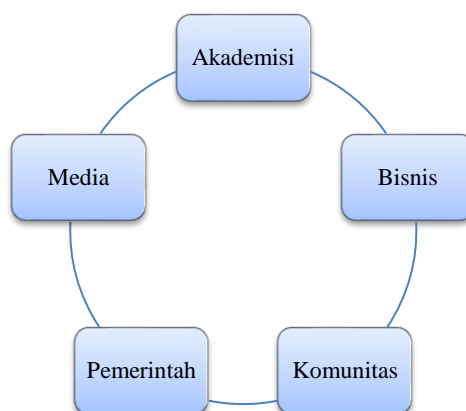 Akademisi
Media
Bisnis
Pemerintah
Komunitas